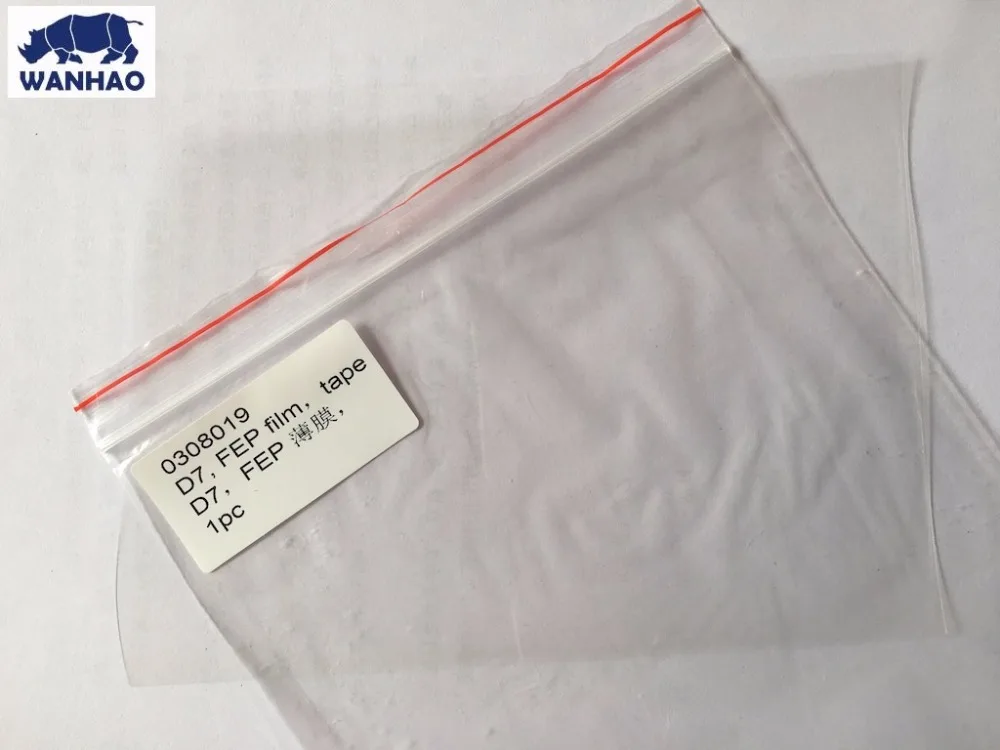 WANHAO
0308019
D7, FEP film, tape
D7, FEP 薄膜,
1pc